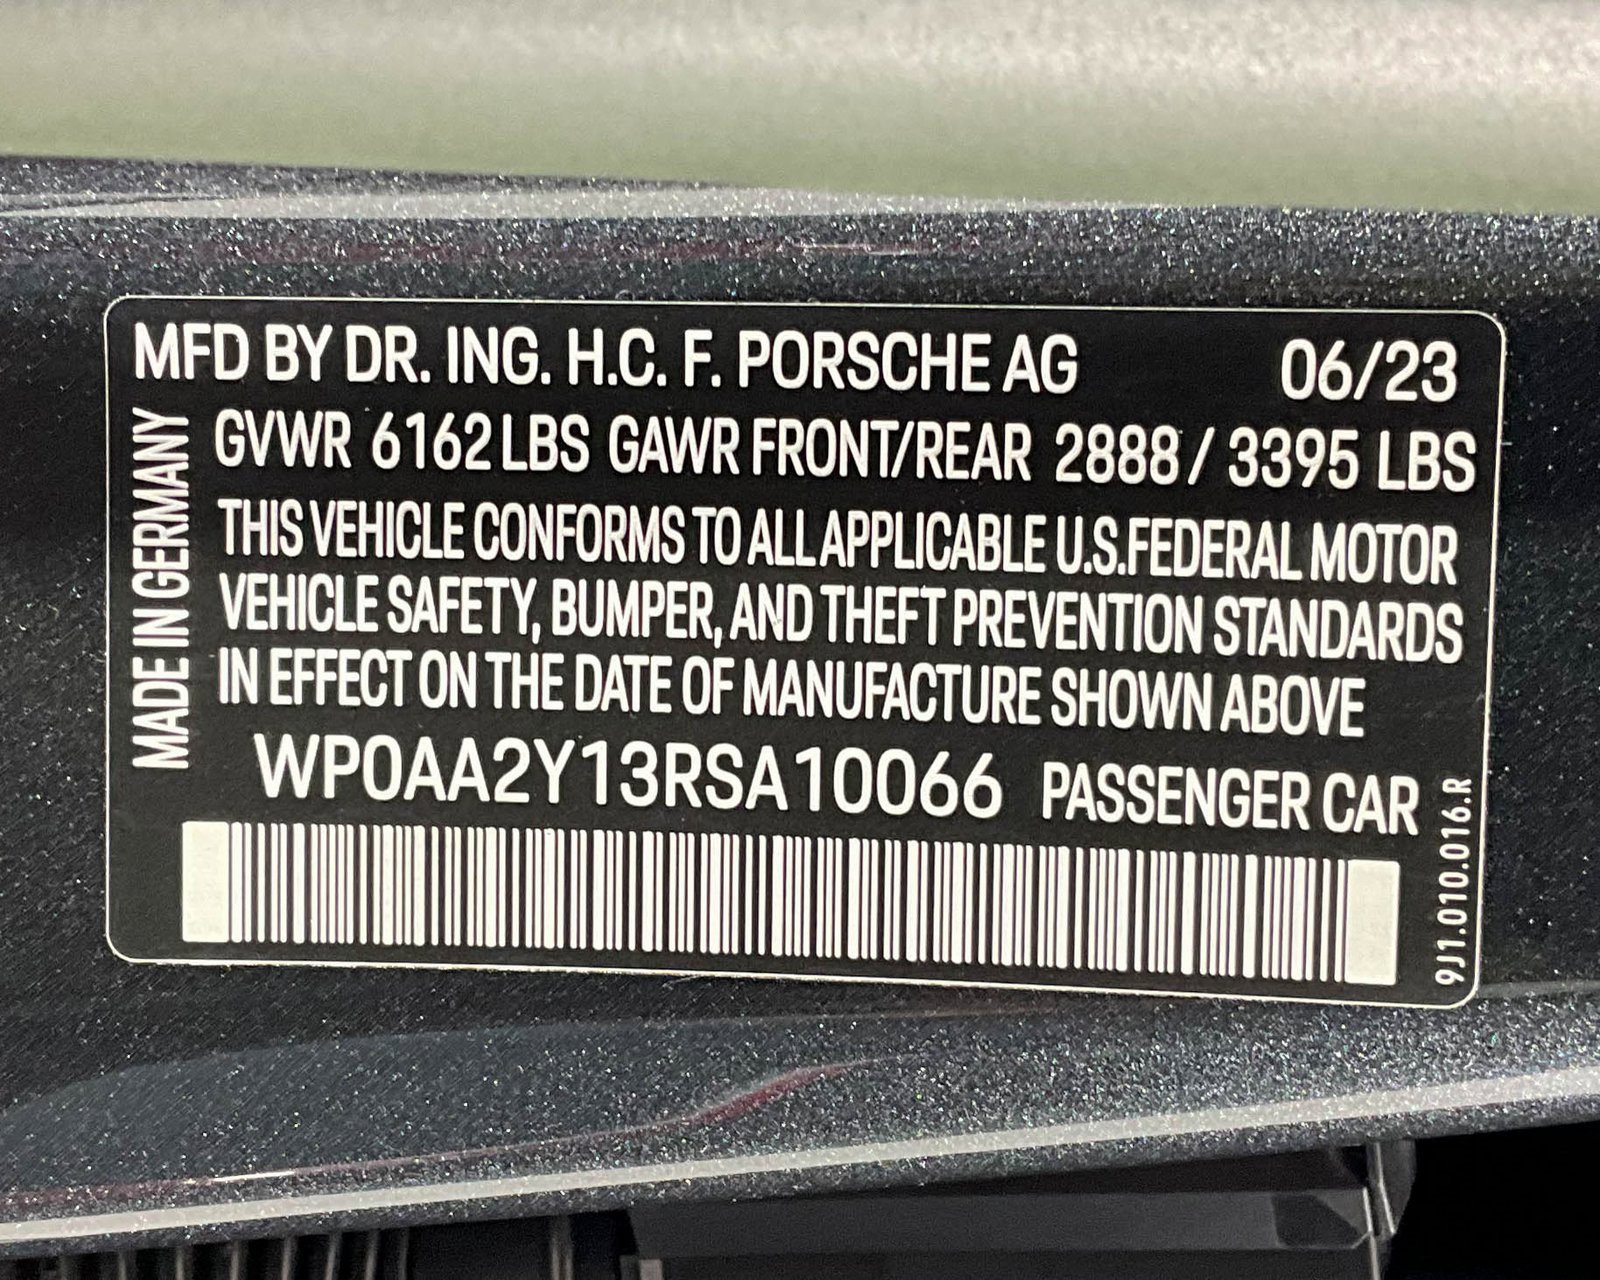 MFD BY DR. ING. H.C. F. PORSCHE AG 06/23
MADE IN GERMANY
GVWR 6162 LBS GAWR FRONT/REAR 2888 / 3395 LBS
THIS VEHICLE CONFORMS TO ALL APPLICABLE U.S.FEDERAL MOTOR
VEHICLE SAFETY, BUMPER, AND THEFT PREVENTION STANDARDS
IN EFFECT ON THE DATE OF MANUFACTURE SHOWN ABOVE
WP0AA2Y13RSA10066 PASSENGER CAR
9J1.010.016.R